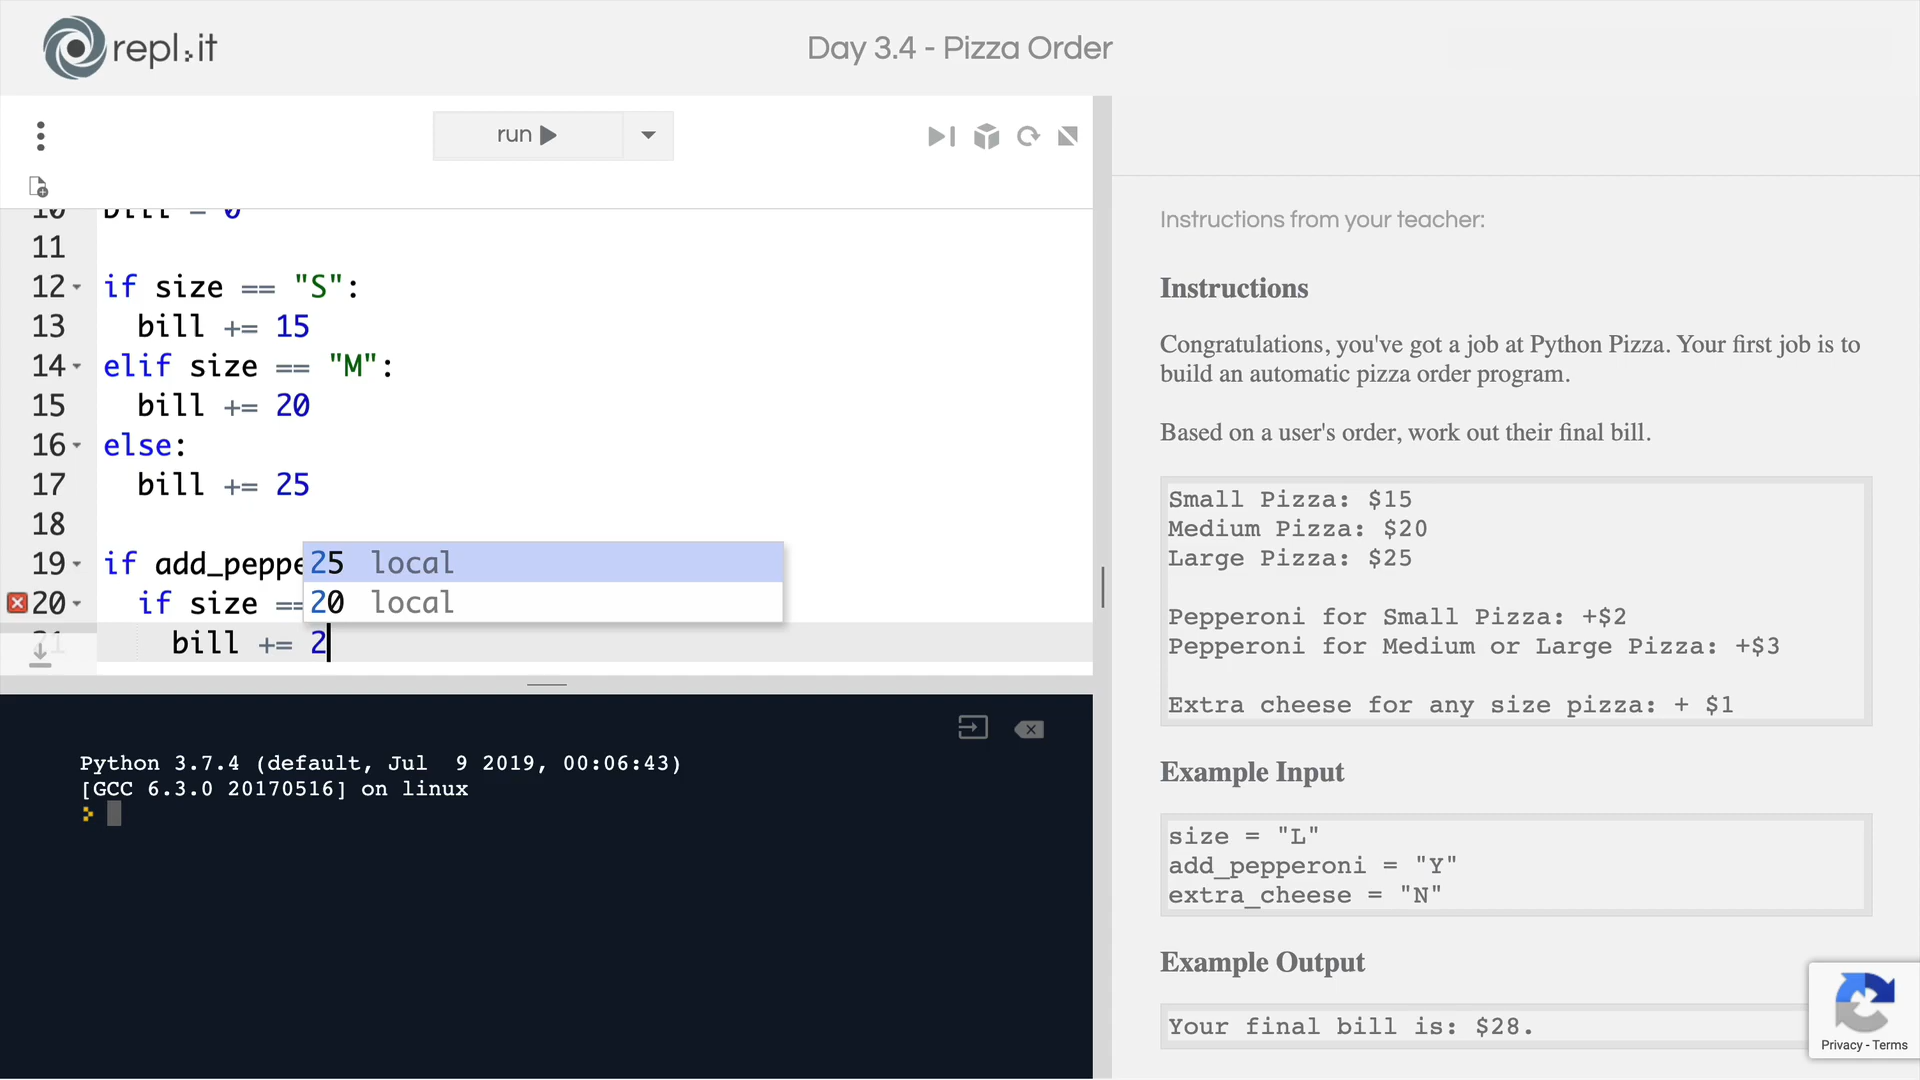 repl.it
Day 3.4 - Pizza Order
run
10 bill = 0
11
12 if size == "S":
13 bill += 15
14 elif size == "M":
15 bill += 20
16 else:
17 bill += 25
18
19 if add_peppe
25 local
20 if size ==
20 local
21 bill += 2
Python 3.7.4 (default, Jul  9 2019, 00:06:43)
[GCC 6.3.0 20170516] on linux
Instructions from your teacher:
Instructions
Congratulations, you've got a job at Python Pizza. Your first job is to
build an automatic pizza order program.
Based on a user's order, work out their final bill.
Small Pizza: $15
Medium Pizza: $20
Large Pizza: $25
Pepperoni for Small Pizza: +$2
Pepperoni for Medium or Large Pizza: +$3
Extra cheese for any size pizza: + $1
Example Input
size = "L"
add_pepperoni = "Y"
extra_cheese = "N"
Example Output
Your final bill is: $28.
Privacy - Terms